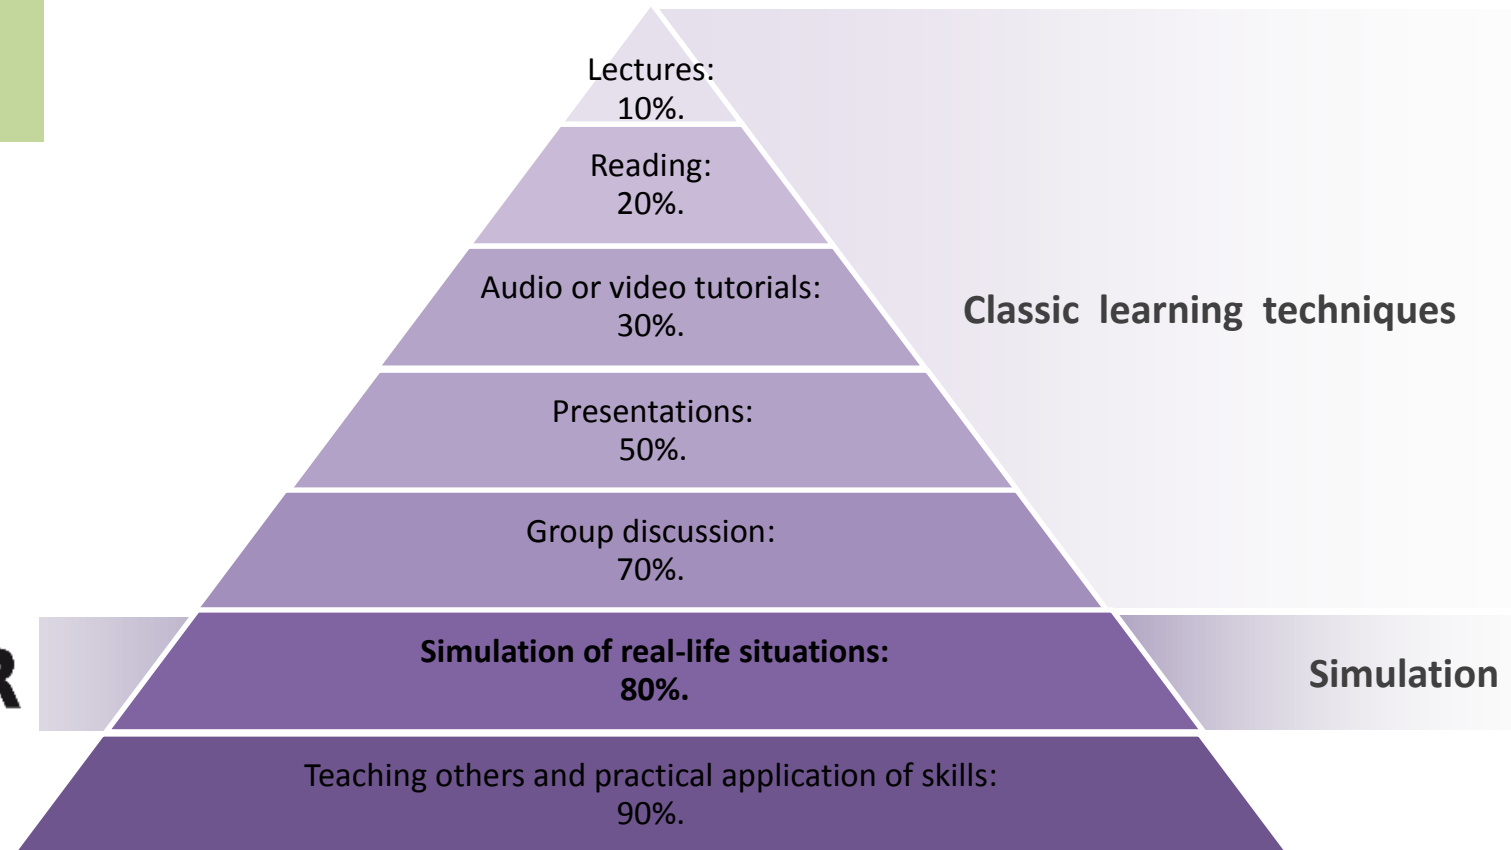 Lectures:
10%.
Reading:
20%.
Audio or video tutorials:
30%.
Classic learning techniques
Presentations:
50%.
Group discussion:
70%.
Simulation of real-life situations:
80%.
Simulation
Teaching others and practical application of skills:
90%.